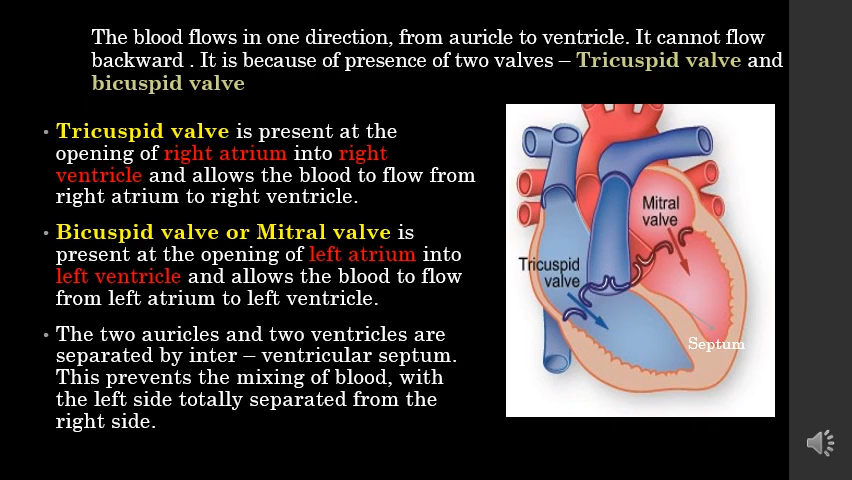 The blood flows in one direction, from auricle to ventricle. It cannot flow
backward . It is because of presence of two valves – Tricuspid valve and
bicuspid valve
• Tricuspid valve is present at the
opening of right atrium into right
ventricle and allows the blood to flow from
right atrium to right ventricle.
• Bicuspid valve or Mitral valve is
present at the opening of left atrium into
left ventricle and allows the blood to flow
from left atrium to left ventricle.
• The two auricles and two ventricles are
separated by inter – ventricular septum.
This prevents the mixing of blood, with
the left side totally separated from the
right side.
Mitral
valve
Tricuspid
valve
Septum